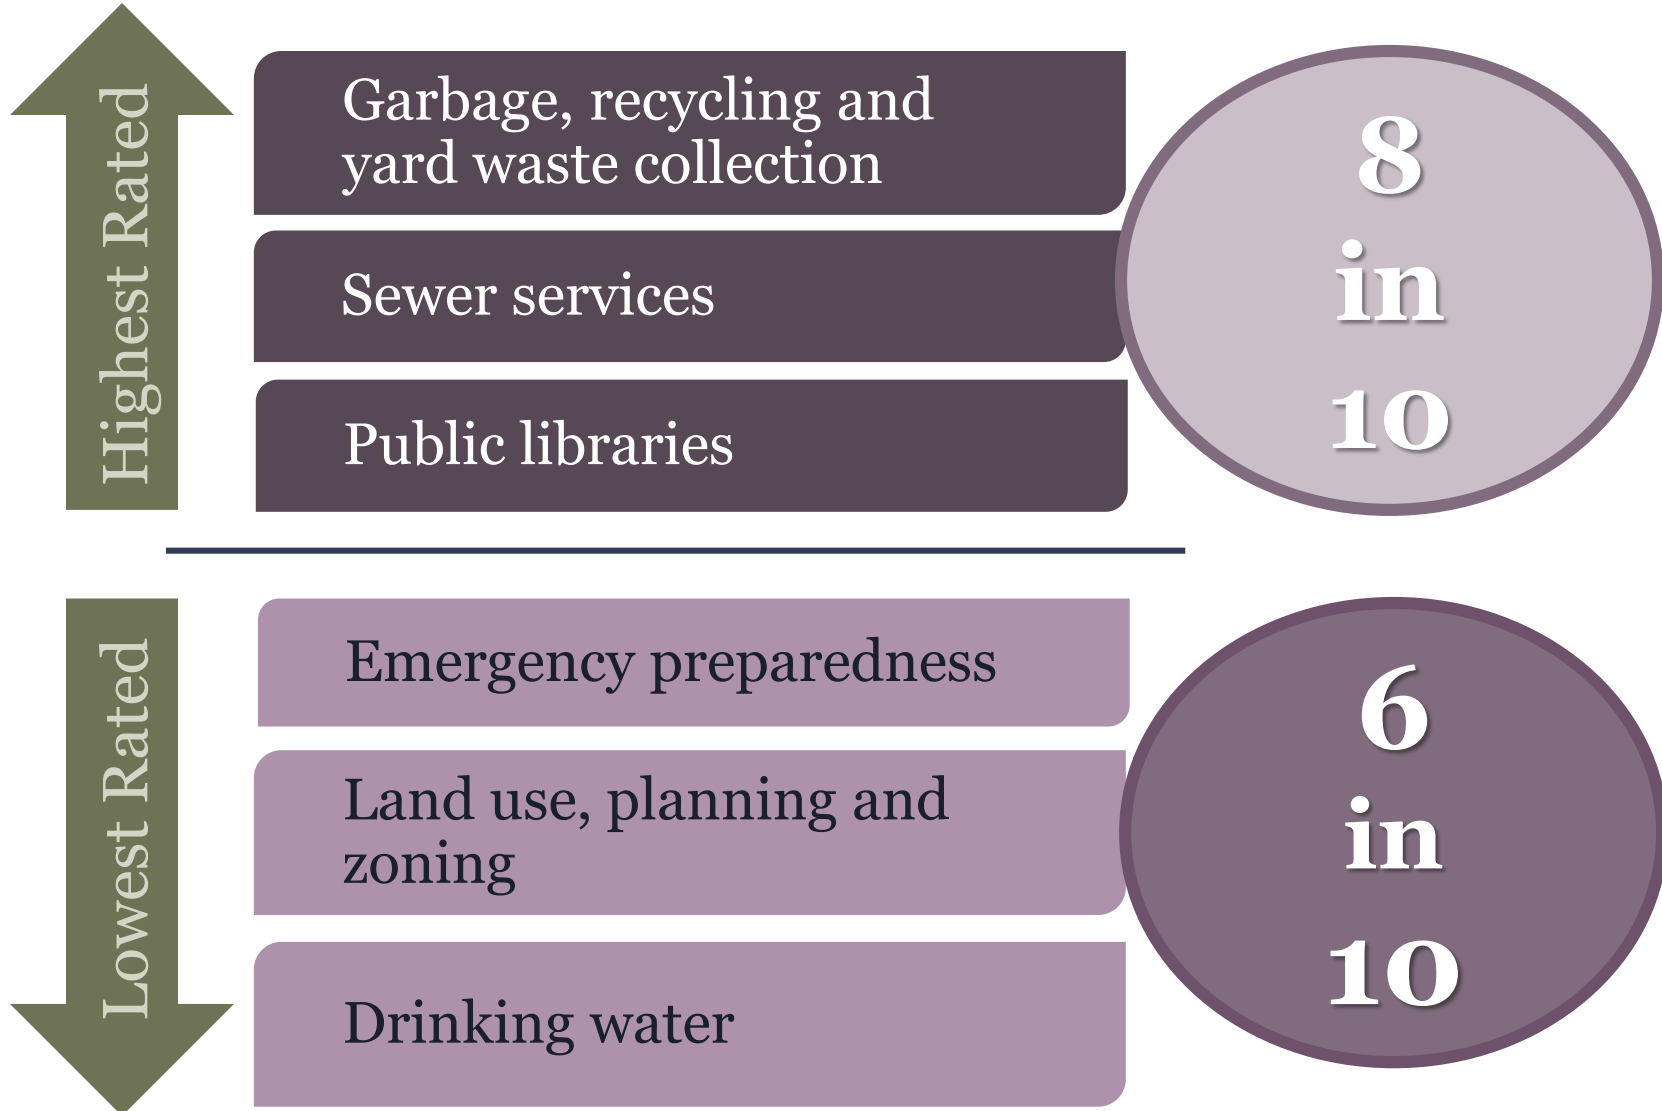 Highest Rated
Garbage, recycling and
yard waste collection
Sewer services
Public libraries
8
in
10
Lowest Rated
Emergency preparedness
Land use, planning and
zoning
Drinking water
6
in
10